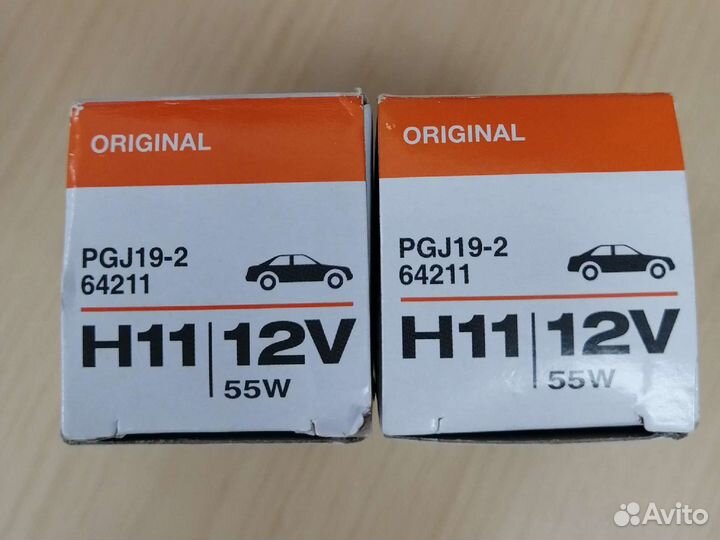 ORIGINAL
PGJ19-2
64211
H11 12V
55W
ORIGINAL
PGJ19-2
64211
H11 12V
55W
Avito